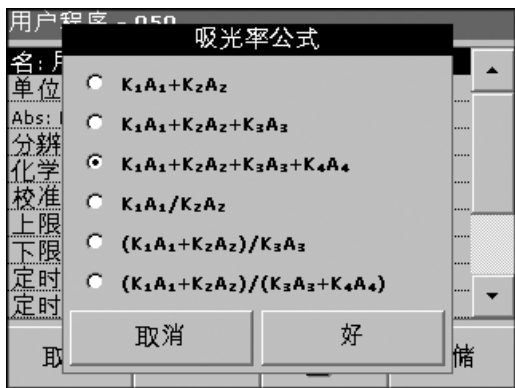 用户程序 - 050
吸光率公式
名: 用
单位
Abs:
分辨
化学
校准
上限
下限
定时
定时
K₁A₁+K₂A₂
K₁A₁+K₂A₂+K₃A₃
K₁A₁+K₂A₂+K₃A₃+K₄A₄
K₁A₁/K₂A₂
(K₁A₁+K₂A₂)/K₃A₃
(K₁A₁+K₂A₂)/(K₃A₃+K₄A₄)
取消
好
取
储